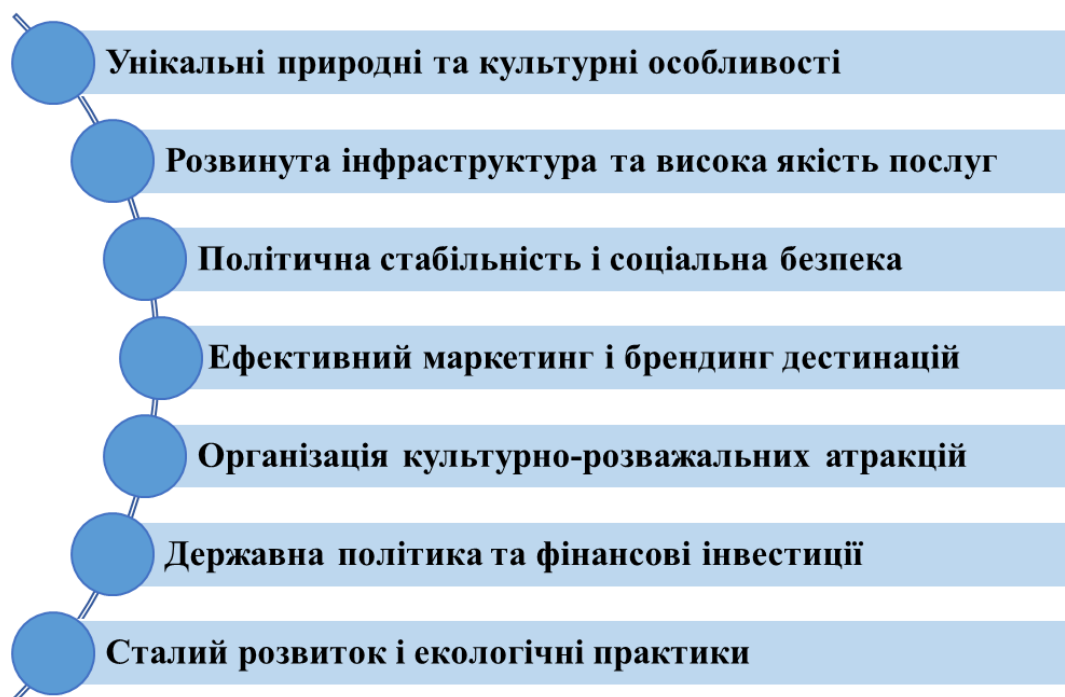 Унікальні природні та культурні особливості
Розвинута інфраструктура та висока якість послуг
Політична стабільність і соціальна безпека
Ефективний маркетинг і брендинг дестинацій
Організація культурно-розважальних атракцій
Державна політика та фінансові інвестиції
Сталий розвиток і екологічні практики